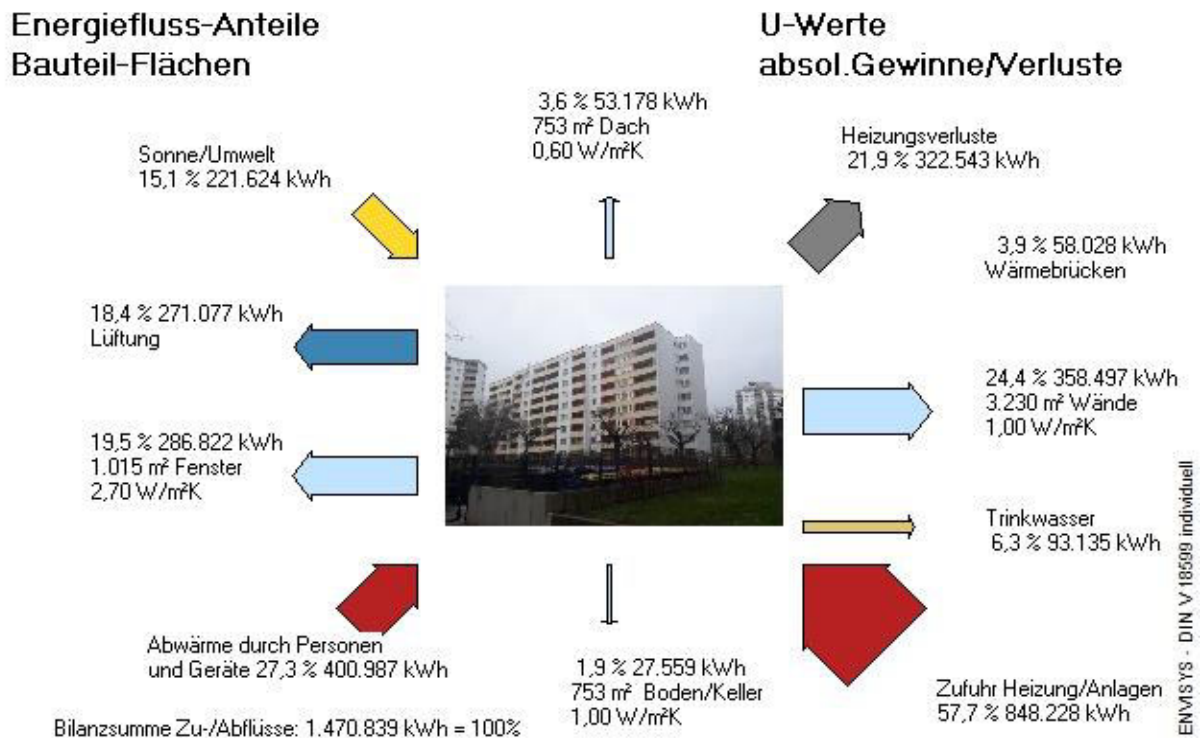 Energiefluss-Anteile
Bauteil-Flächen
U-Werte
absol.Gewinne/Verluste
3,6 % 53.178 kWh
753 m² Dach
0,60 W/m²K
Sonne/Umwelt
15,1 % 221.624 kWh
Heizungsverluste
21,9 % 322.543 kWh
3,9 % 58.028 kWh
Wärmebrücken
18,4 % 271.077 kWh
Lüftung
24,4 % 358.497 kWh
3.230 m² Wände
1,00 W/m²K
19,5 % 286.822 kWh
1.015 m² Fenster
2,70 W/m²K
Trinkwasser
6,3 % 93.135 kWh
Abwärme durch Personen
und Geräte 27,3 % 400.987 kWh
1,9 % 27.559 kWh
753 m² Boden/Keller
1,00 W/m²K
Zufuhr Heizung/Anlagen
57,7 % 848.228 kWh
Bilanzsumme Zu-/Abflüsse: 1.470.839 kWh = 100%
ENVISYS - DIN V 18599 individuell